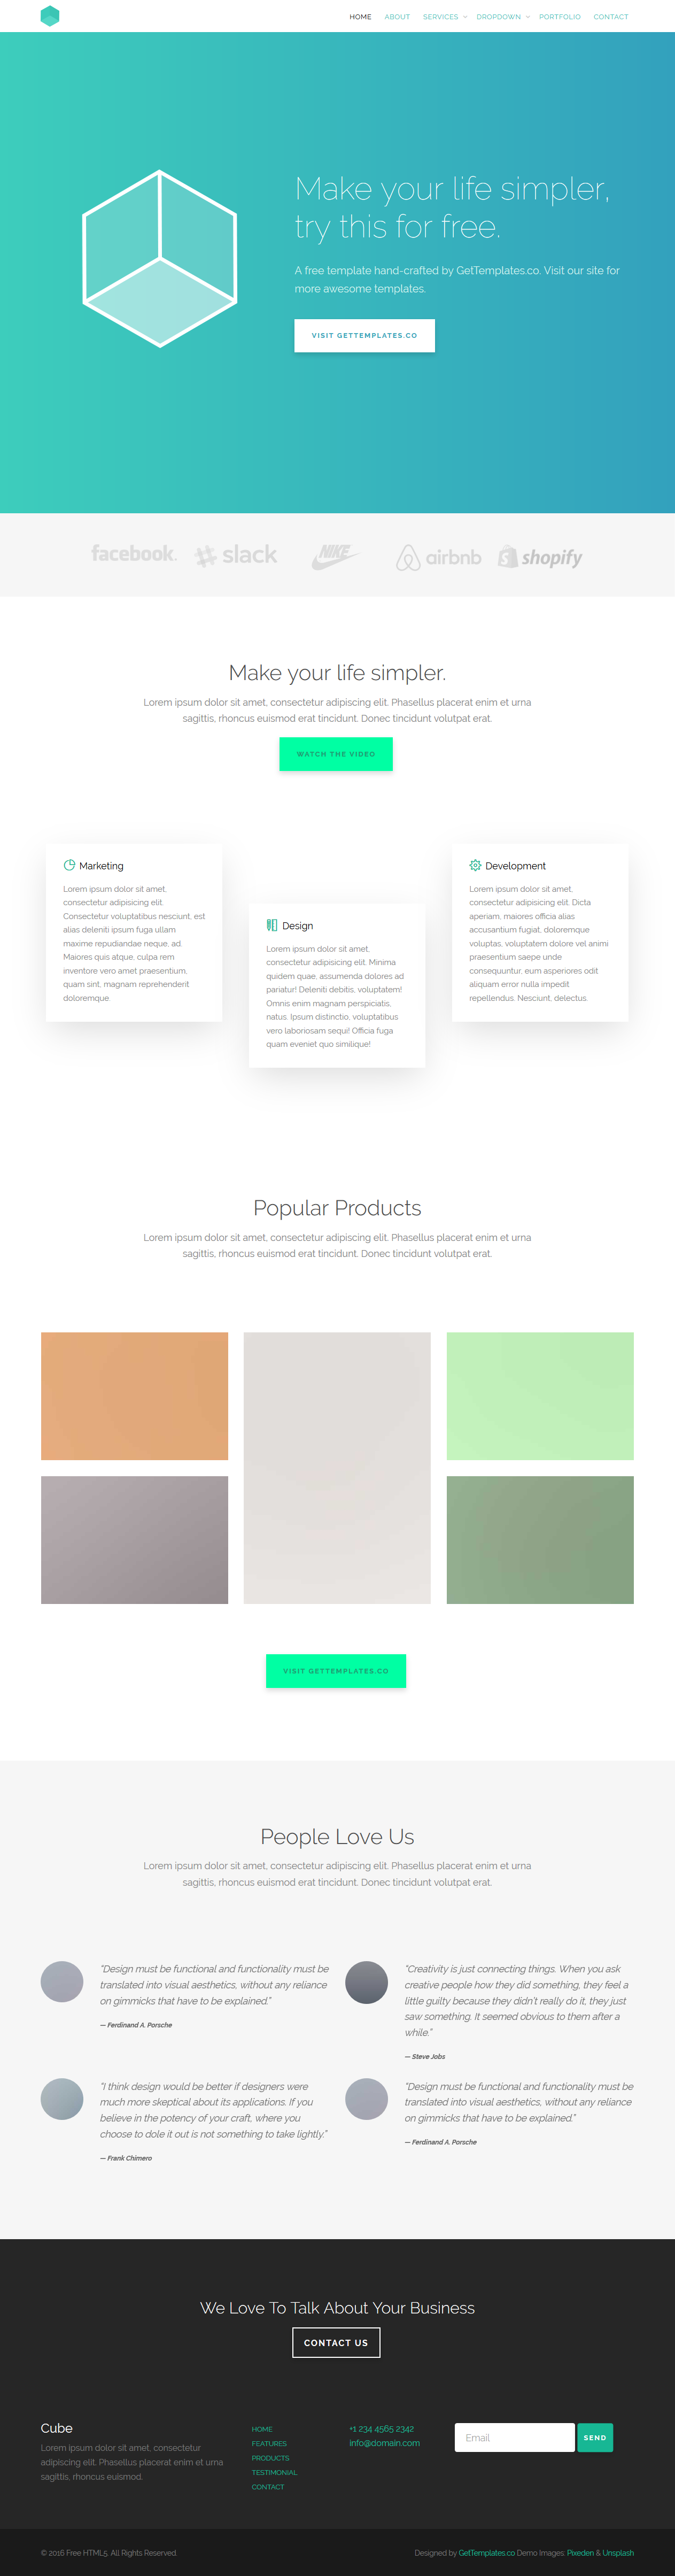 HOME ABOUT SERVICES DROPDOWN PORTFOLIO CONTACT
Make your life simpler,
try this for free.
A free template hand-crafted by GetTemplates.co. Visit our site for
more awesome templates.
VISIT GETTEMPLATES.CO
facebook. slack NIKE airbnb shopify
Make your life simpler.
Lorem ipsum dolor sit amet, consectetur adipiscing elit. Phasellus placerat enim et urna
sagittis, rhoncus euismod erat tincidunt. Donec tincidunt volutpat erat.
WATCH THE VIDEO
Marketing
Lorem ipsum dolor sit amet,
consectetur adipisicing elit.
Consectetur voluptatibus nesciunt, est
alias deleniti ipsum fuga ullam
maxime repudiandae neque, ad.
Maiores quis atque, culpa rem
inventore vero amet praesentium,
quam sint, magnam reprehenderit
doloremque.
Design
Lorem ipsum dolor sit amet,
consectetur adipisicing elit. Minima
quidem quae, assumenda dolores ad
pariatur! Deleniti debitis, voluptatem!
Omnis enim magnam perspiciatis,
natus. Ipsum distinctio, voluptatibus
vero laboriosam sequi! Officia fuga
quam eveniet quo similique!
Development
Lorem ipsum dolor sit amet,
consectetur adipisicing elit. Dicta
aperiam, maiores officia alias
accusantium fugiat, doloremque
voluptas, voluptatem dolore vel animi
praesentium saepe unde
consequuntur, eum asperiores odit
aliquam error nulla impedit
repellendus. Nesciunt, delectus.
Popular Products
Lorem ipsum dolor sit amet, consectetur adipiscing elit. Phasellus placerat enim et urna
sagittis, rhoncus euismod erat tincidunt. Donec tincidunt volutpat erat.
VISIT GETTEMPLATES.CO
People Love Us
Lorem ipsum dolor sit amet, consectetur adipiscing elit. Phasellus placerat enim et urna
sagittis, rhoncus euismod erat tincidunt. Donec tincidunt volutpat erat.
"Design must be functional and functionality must be
translated into visual aesthetics, without any reliance
on gimmicks that have to be explained."
— Ferdinand A. Porsche
"Creativity is just connecting things. When you ask
creative people how they did something, they feel a
little guilty because they didn't really do it, they just
saw something. It seemed obvious to them after a
while."
— Steve Jobs
"I think design would be better if designers were
much more skeptical about its applications. If you
believe in the potency of your craft, where you
choose to dole it out is not something to take lightly."
— Frank Chimero
"Design must be functional and functionality must be
translated into visual aesthetics, without any reliance
on gimmicks that have to be explained."
— Ferdinand A. Porsche
We Love To Talk About Your Business
CONTACT US
Cube
Lorem ipsum dolor sit amet, consectetur
adipiscing elit. Phasellus placerat enim et urna
sagittis, rhoncus euismod.
HOME
FEATURES
PRODUCTS
TESTIMONIAL
CONTACT
+1 234 4565 2342
info@domain.com
Email SEND
© 2016 Free HTML5. All Rights Reserved.
Designed by GetTemplates.co Demo Images: Pixeden & Unsplash